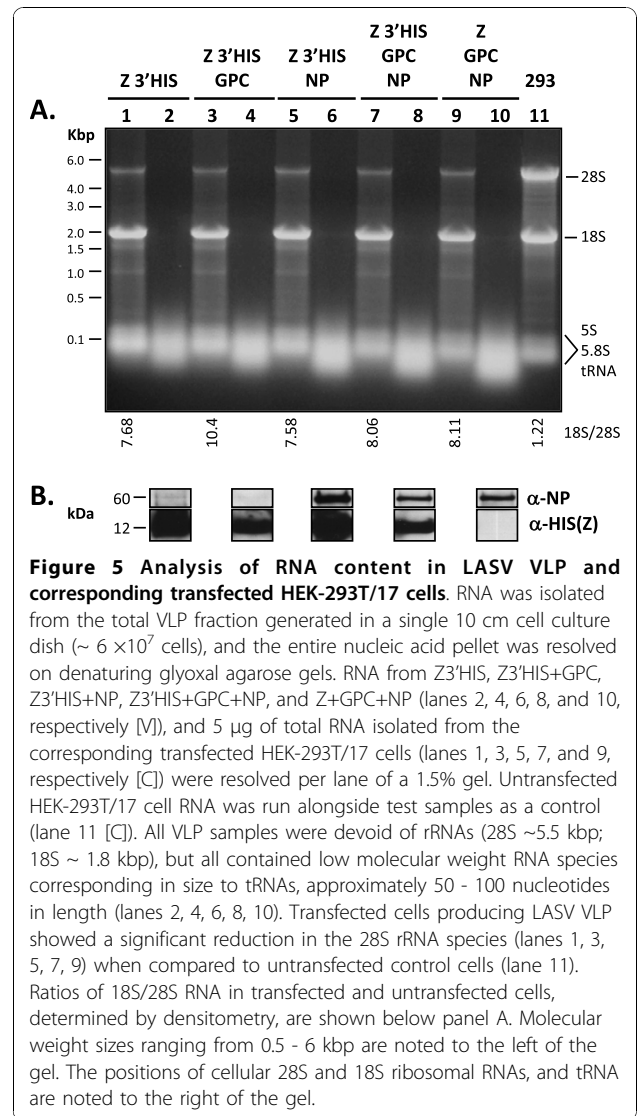 Z 3’HIS
Z 3’HIS GPC
Z 3’HIS NP
Z 3’HIS GPC NP
Z GPC NP
293
A.
1 2 3 4 5 6 7 8 9 10 11
Kbp
6.0
4.0
3.0
2.0
1.5
1.0
0.5
0.1
28S
18S
5S
5.8S
tRNA
7.68 10.4 7.58 8.06 8.11 1.22 18S/28S
B.
kDa
60
12
α-NP
α-HIS(Z)
Figure 5 Analysis of RNA content in LASV VLP and
corresponding transfected HEK-293T/17 cells. RNA was isolated
from the total VLP fraction generated in a single 10 cm cell culture
dish (~ 6 ×10⁷ cells), and the entire nucleic acid pellet was resolved
on denaturing glyoxal agarose gels. RNA from Z3'HIS, Z3'HIS+GPC,
Z3'HIS+NP, Z3'HIS+GPC+NP, and Z+GPC+NP (lanes 2, 4, 6, 8, and 10,
respectively [V]), and 5 μg of total RNA isolated from the
corresponding transfected HEK-293T/17 cells (lanes 1, 3, 5, 7, and 9,
respectively [C]) were resolved per lane of a 1.5% gel. Untransfected
HEK-293T/17 cell RNA was run alongside test samples as a control
(lane 11 [C]). All VLP samples were devoid of rRNAs (28S ~5.5 kbp;
18S ~ 1.8 kbp), but all contained low molecular weight RNA species
corresponding in size to tRNAs, approximately 50 - 100 nucleotides
in length (lanes 2, 4, 6, 8, 10). Transfected cells producing LASV VLP
showed a significant reduction in the 28S rRNA species (lanes 1, 3,
5, 7, 9) when compared to untransfected control cells (lane 11).
Ratios of 18S/28S RNA in transfected and untransfected cells,
determined by densitometry, are shown below panel A. Molecular
weight sizes ranging from 0.5 - 6 kbp are noted to the left of the
gel. The positions of cellular 28S and 18S ribosomal RNAs, and tRNA
are noted to the right of the gel.